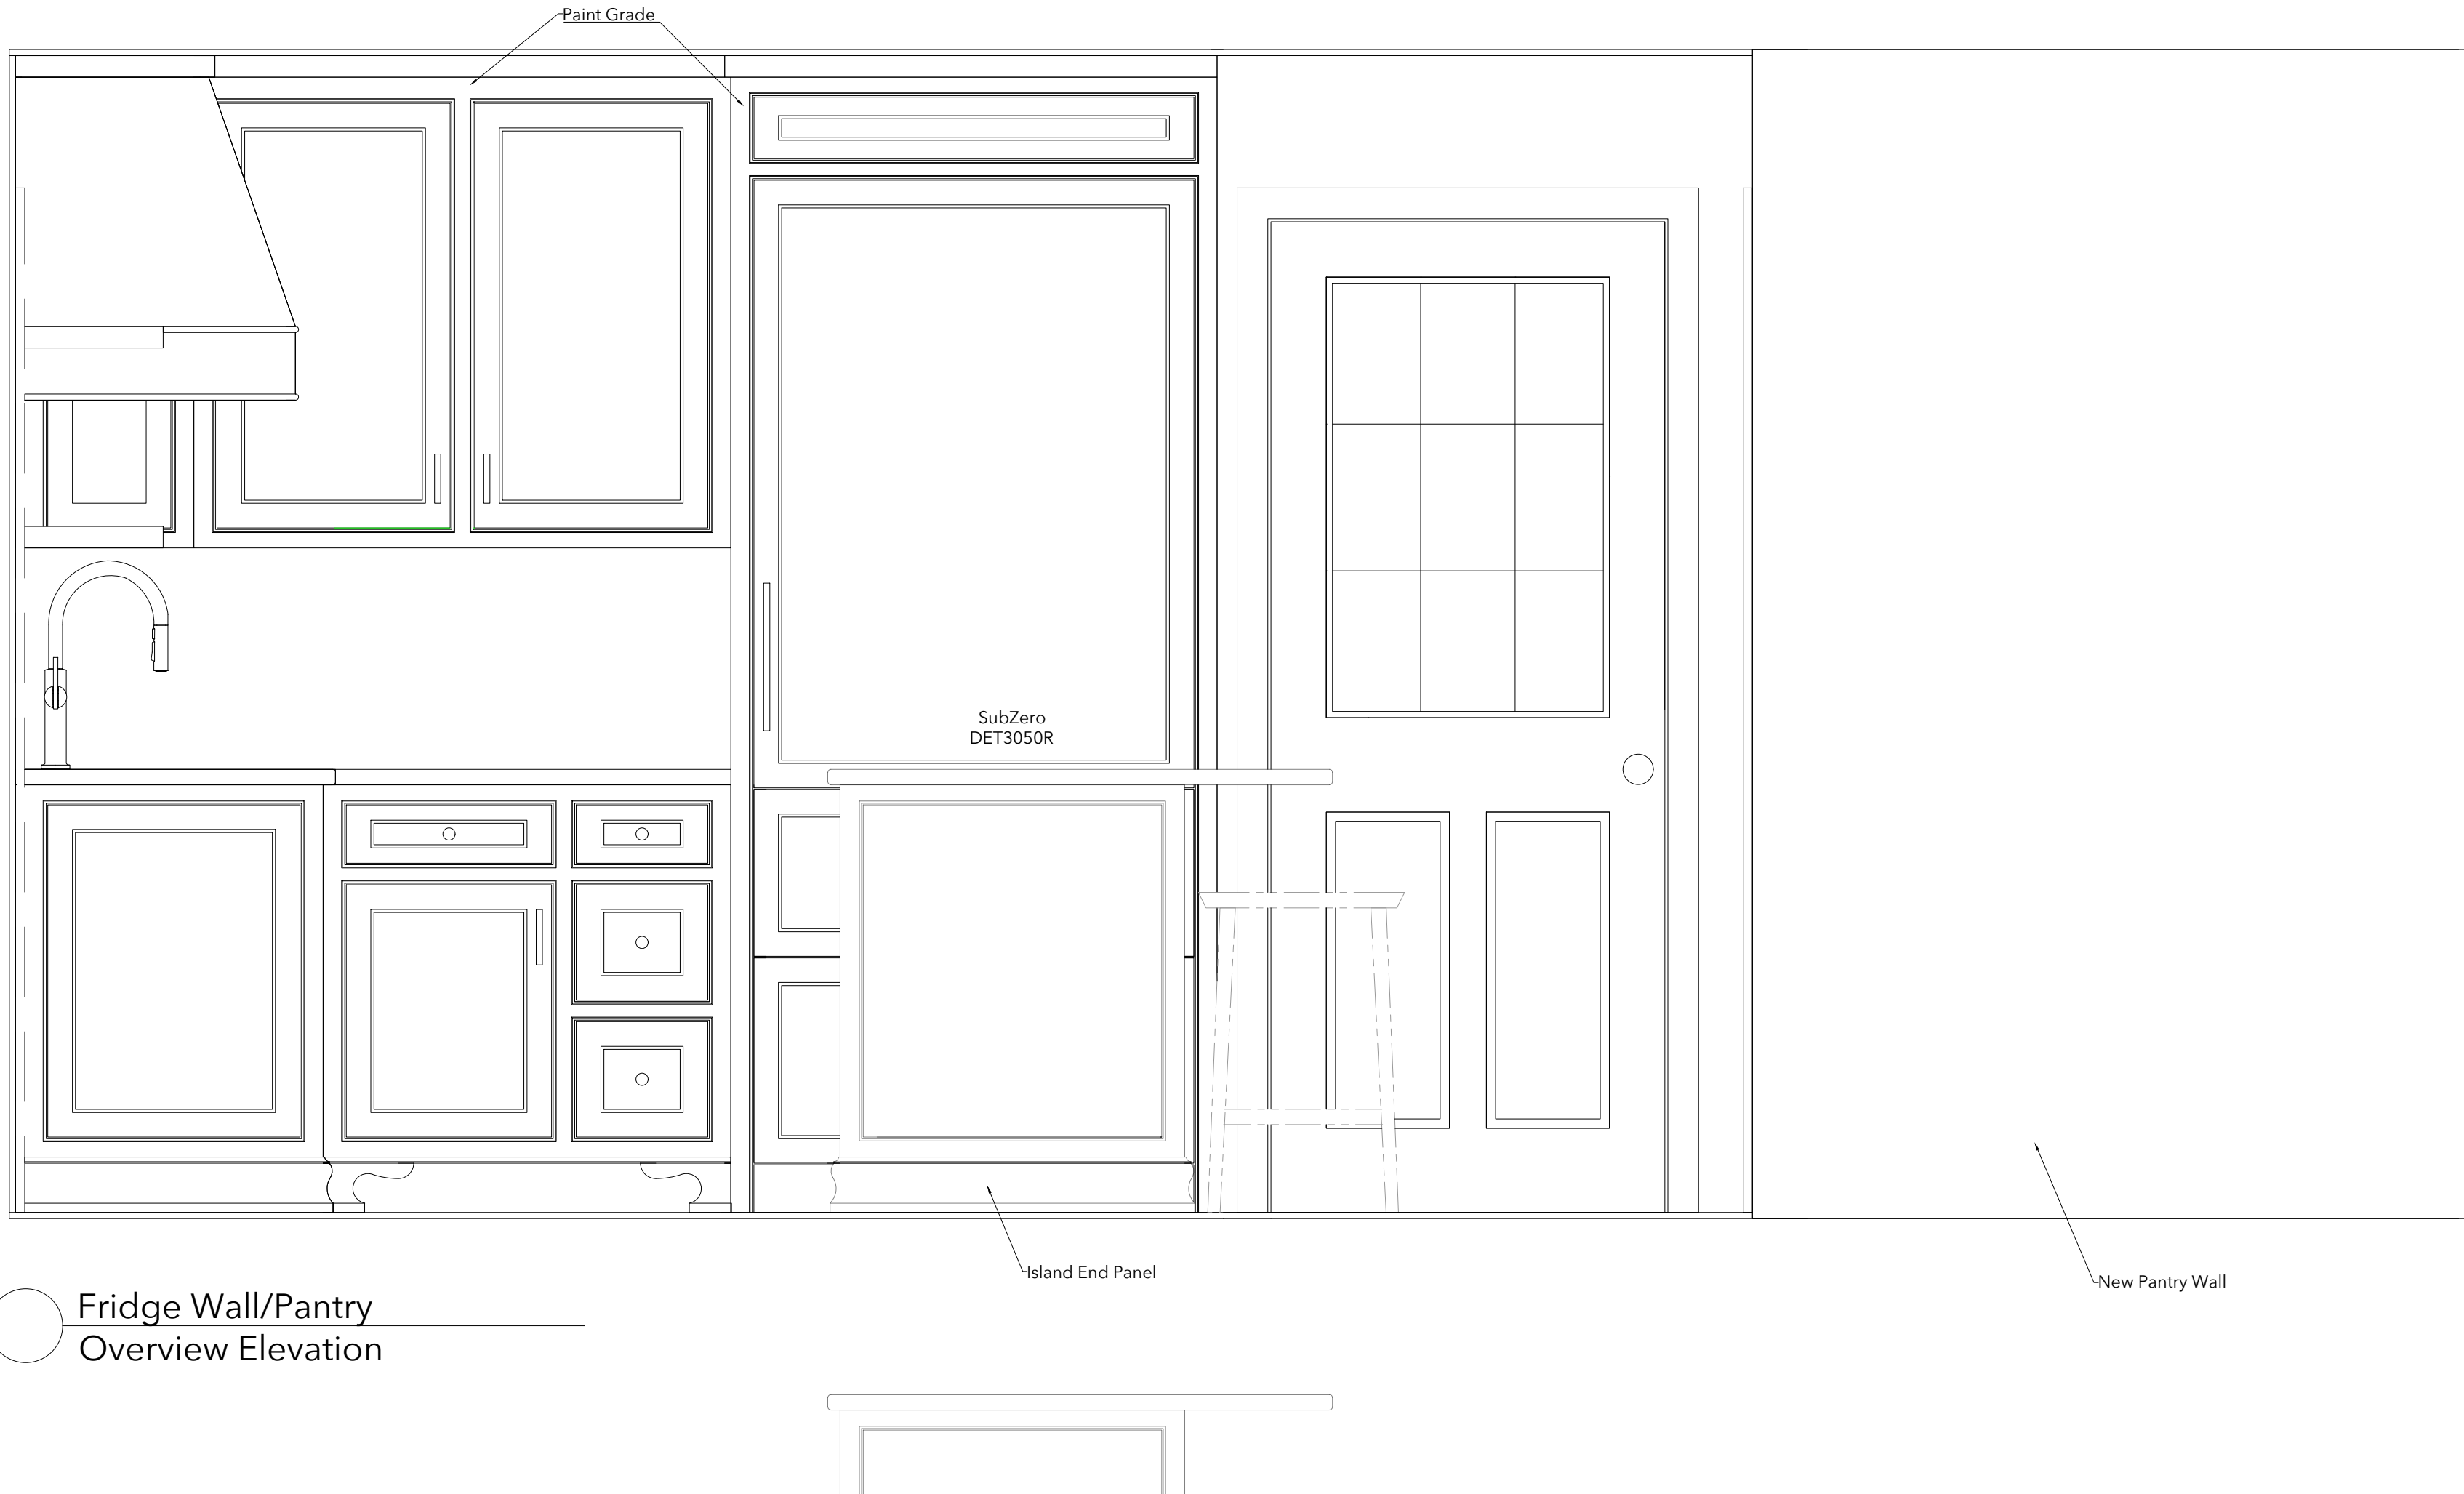 Paint Grade
SubZero
DET3050R
Island End Panel
New Pantry Wall
Fridge Wall/Pantry
Overview Elevation